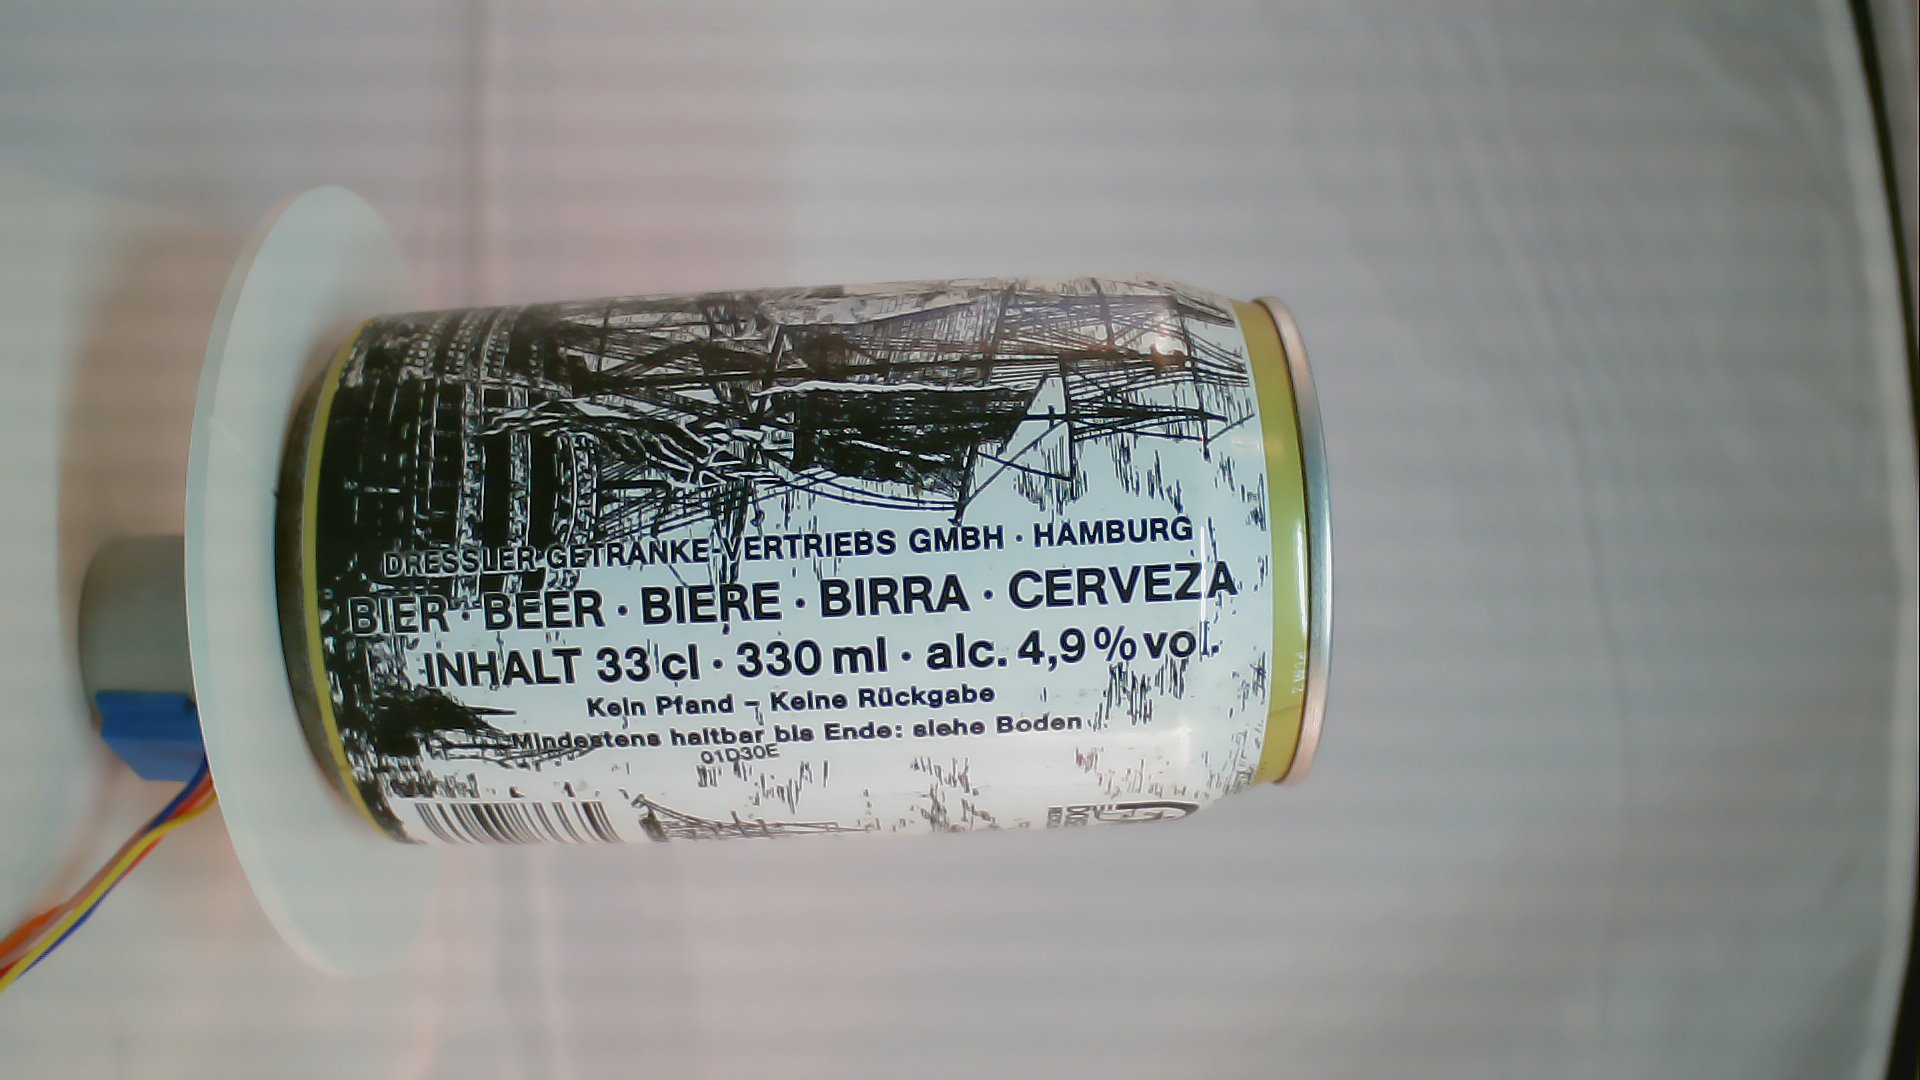 DRESSLER GETRÄNKE-VERTRIEBS GMBH · HAMBURG
BIER · BEER · BIERE · BIRRA · CERVEZA
INHALT 33 cl · 330 ml · alc. 4,9 % vol.
Kein Pfand – Keine Rückgabe
Mindestens haltbar bis Ende: siehe Boden
01D30E